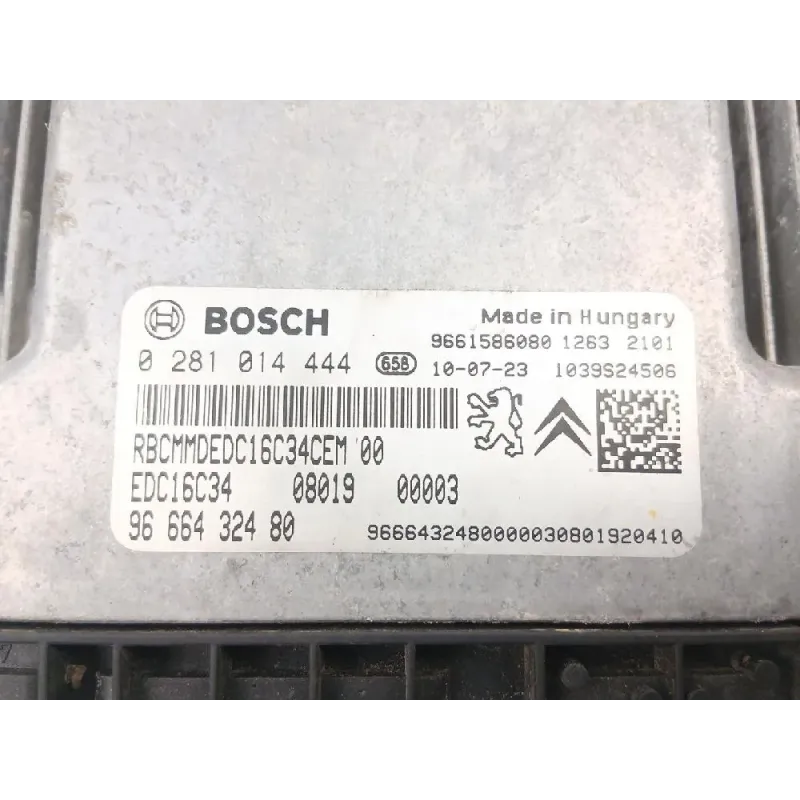 BOSCH Made in Hungary
9661586080 1263 2101
0 281 014 444 658 10-07-23 1039S24506
RBCMMDEDC16C34CEM 00
EDC16C34 08019 00003
96 664 324 80 9666432480000030801920410